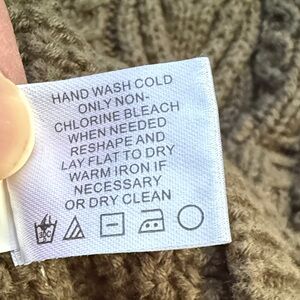 HAND WASH COLD
ONLY NON-
CHLORINE BLEACH
WHEN NEEDED
RESHAPE AND
LAY FLAT TO DRY
WARM IRON IF
NECESSARY
OR DRY CLEAN